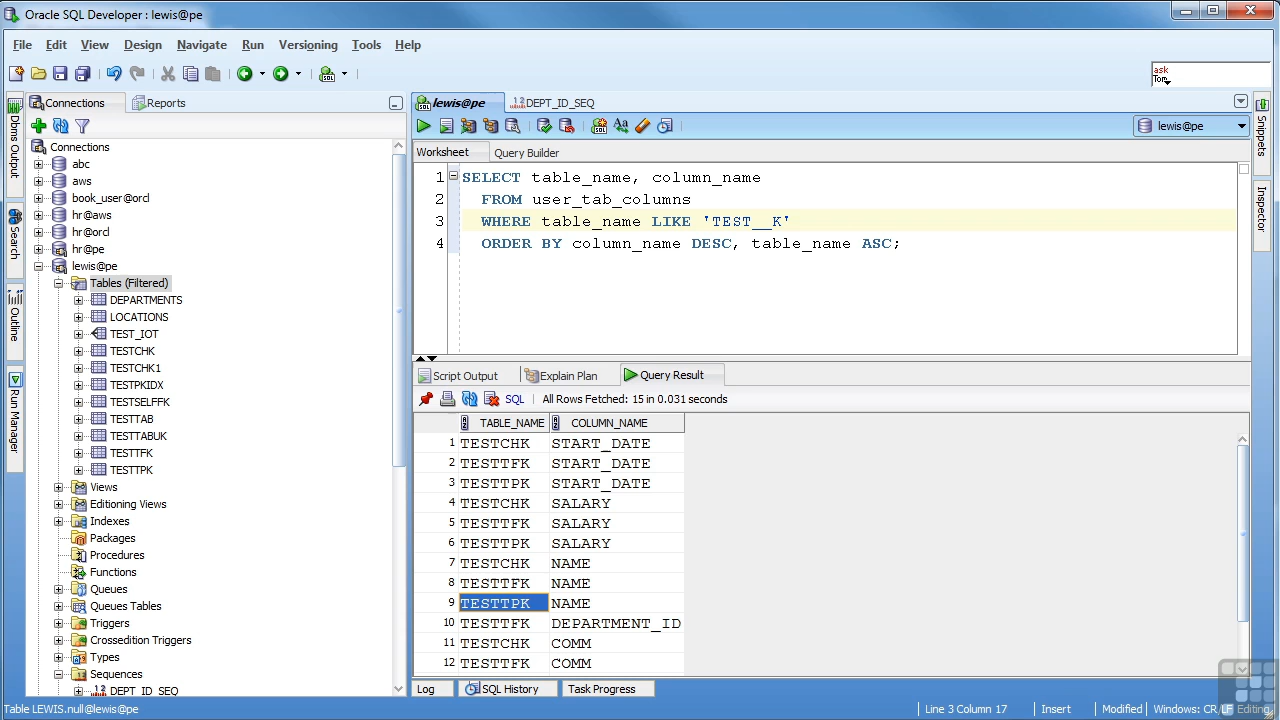 Oracle SQL Developer : lewis@pe
File Edit View Design Navigate Run Versioning Tools Help
ask
Tom
Connections
Reports
lewis@pe
DEPT_ID_SEQ
lewis@pe
Dbms Output
Search
Outline
Run Manager
Snippets
Inspector
Connections
abc
aws
book_user@orcl
hr@aws
hr@orcl
hr@pe
lewis@pe
Tables (Filtered)
DEPARTMENTS
LOCATIONS
TEST_IOT
TESTCHK
TESTCHK1
TESTPKIDX
TESTSELFFK
TESTTAB
TESTTABUK
TESTTFK
TESTTPK
Views
Editioning Views
Indexes
Packages
Procedures
Functions
Queues
Queues Tables
Triggers
Crossedition Triggers
Types
Sequences
DEPT_ID_SEQ
Worksheet Query Builder
1 SELECT table_name, column_name
2 FROM user_tab_columns
3 WHERE table_name LIKE 'TEST__K'
4 ORDER BY column_name DESC, table_name ASC;
Script Output Explain Plan Query Result
SQL All Rows Fetched: 15 in 0.031 seconds
TABLE_NAME COLUMN_NAME
1 TESTCHK START_DATE
2 TESTTFK START_DATE
3 TESTTPK START_DATE
4 TESTCHK SALARY
5 TESTTFK SALARY
6 TESTTPK SALARY
7 TESTCHK NAME
8 TESTTFK NAME
9 TESTTPK NAME
10 TESTTFK DEPARTMENT_ID
11 TESTCHK COMM
12 TESTTFK COMM
Log SQL History Task Progress
Table LEWIS.null@lewis@pe
Line 3 Column 17 Insert Modified Windows: CR/LF Editing